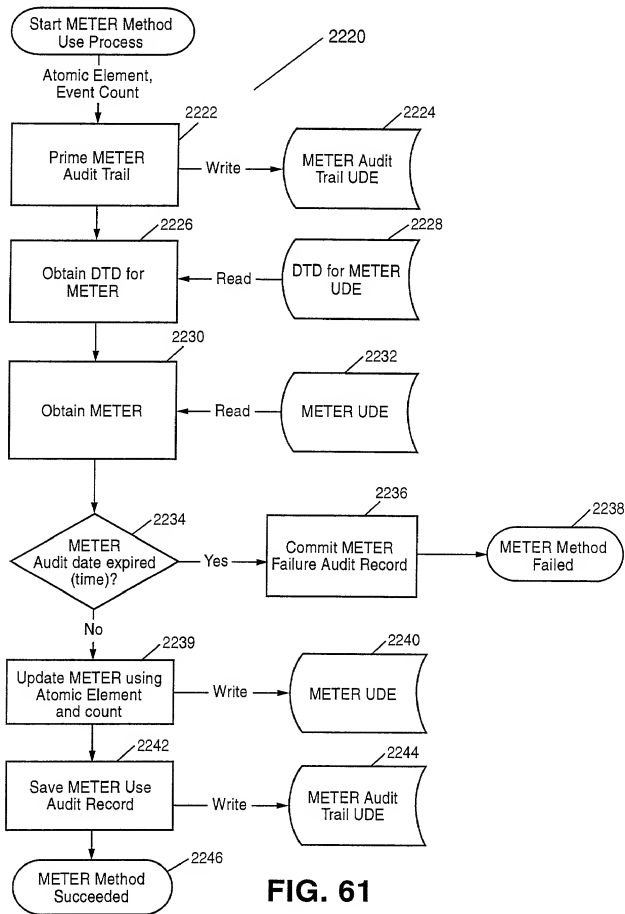 Start METER Method
Use Process
2220
Atomic Element,
Event Count
2222
2224
Prime METER
Audit Trail
Write
METER Audit
Trail UDE
2226
2228
Obtain DTD for
METER
Read
DTD for METER
UDE
2230
2232
Obtain METER
Read
METER UDE
2234
METER
Audit date expired
(time)?
Yes
2236
Commit METER
Failure Audit Record
2238
METER Method
Failed
No
2239
2240
Update METER using
Atomic Element
and count
Write
METER UDE
2242
2244
Save METER Use
Audit Record
Write
METER Audit
Trail UDE
2246
METER Method
Succeeded
FIG. 61